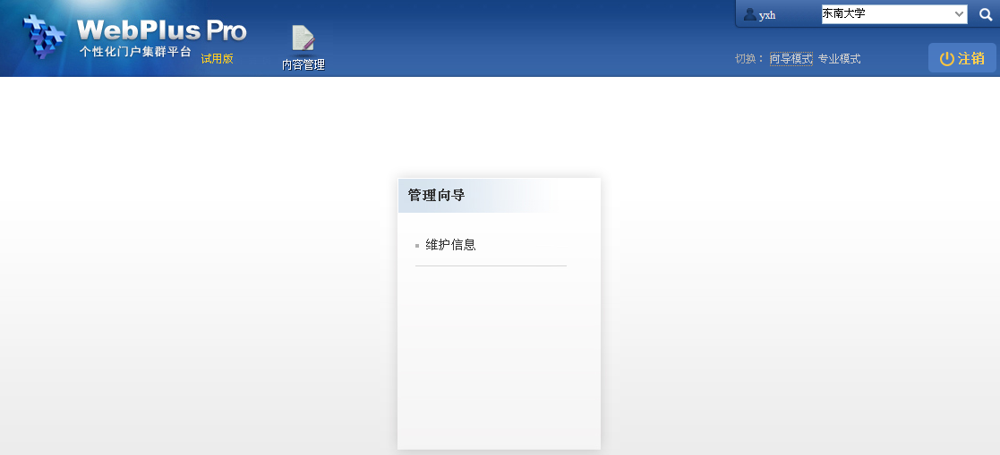 WebPlus Pro
个性化门户集群平台 试用版
内容管理
yxh
东南大学
切换： 向导模式 专业模式
注销
管理向导
维护信息